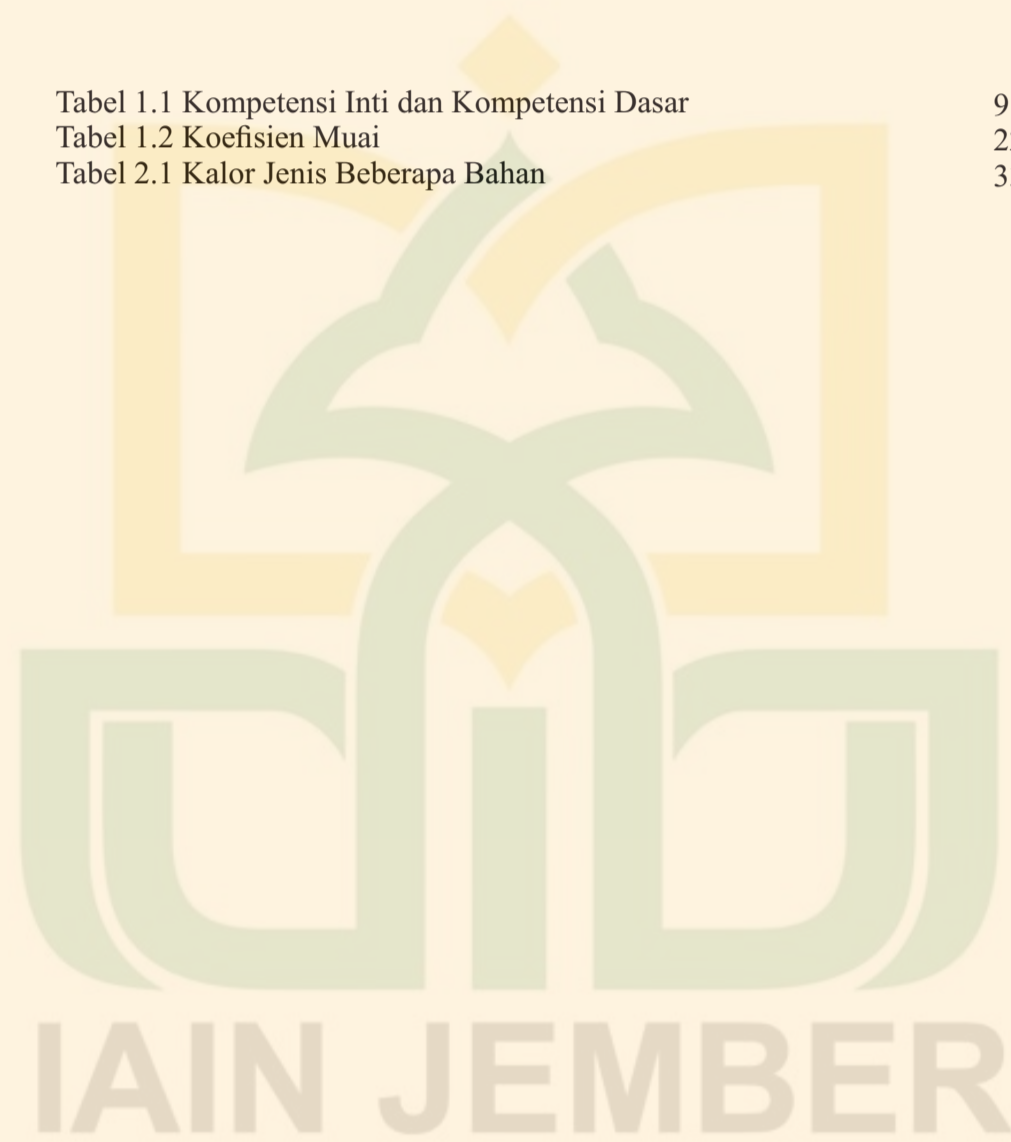 Tabel 1.1 Kompetensi Inti dan Kompetensi Dasar 9
Tabel 1.2 Koefisien Muai
Tabel 2.1 Kalor Jenis Beberapa Bahan
IAIN JEMBER